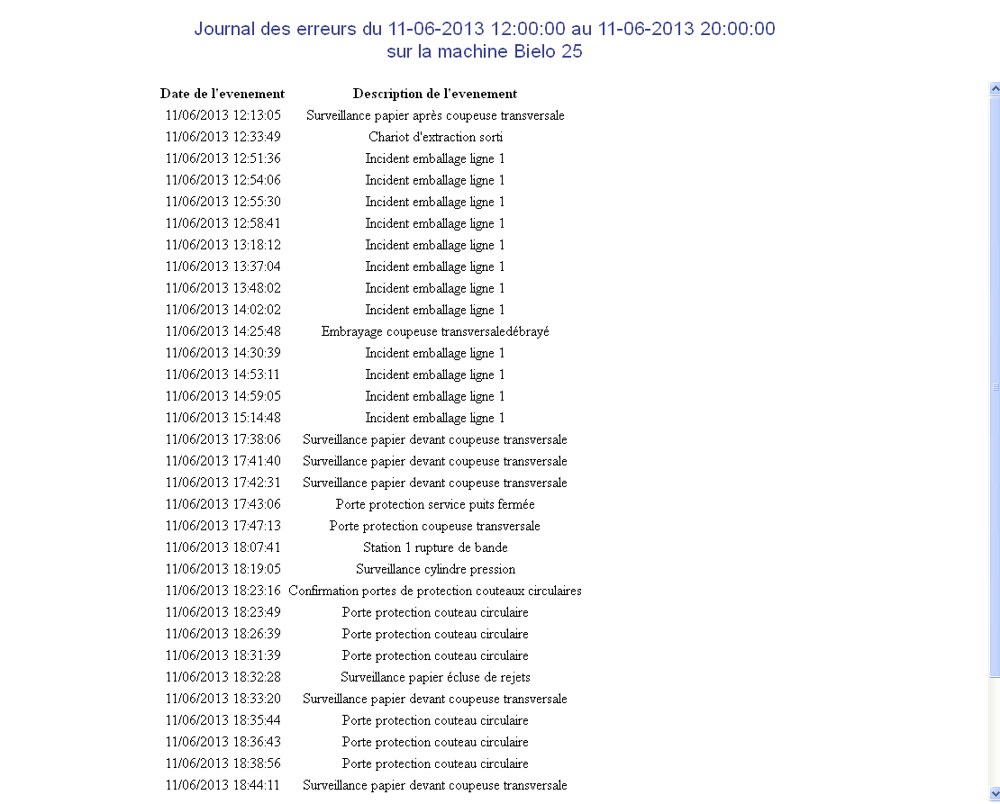 Journal des erreurs du 11-06-2013 12:00:00 au 11-06-2013 20:00:00
sur la machine Bielo 25
Date de l'evenement Description de l'evenement
11/06/2013 12:13:05 Surveillance papier après coupeuse transversale
11/06/2013 12:33:49 Chariot d'extraction sorti
11/06/2013 12:51:36 Incident emballage ligne 1
11/06/2013 12:54:06 Incident emballage ligne 1
11/06/2013 12:55:30 Incident emballage ligne 1
11/06/2013 12:58:41 Incident emballage ligne 1
11/06/2013 13:18:12 Incident emballage ligne 1
11/06/2013 13:37:04 Incident emballage ligne 1
11/06/2013 13:48:02 Incident emballage ligne 1
11/06/2013 14:02:02 Incident emballage ligne 1
11/06/2013 14:25:48 Embrayage coupeuse transversaledébrayé
11/06/2013 14:30:39 Incident emballage ligne 1
11/06/2013 14:53:11 Incident emballage ligne 1
11/06/2013 14:59:05 Incident emballage ligne 1
11/06/2013 15:14:48 Incident emballage ligne 1
11/06/2013 17:38:06 Surveillance papier devant coupeuse transversale
11/06/2013 17:41:40 Surveillance papier devant coupeuse transversale
11/06/2013 17:42:31 Surveillance papier devant coupeuse transversale
11/06/2013 17:43:06 Porte protection service puits fermée
11/06/2013 17:47:13 Porte protection coupeuse transversale
11/06/2013 18:07:41 Station 1 rupture de bande
11/06/2013 18:19:05 Surveillance cylindre pression
11/06/2013 18:23:16 Confirmation portes de protection couteaux circulaires
11/06/2013 18:23:49 Porte protection couteau circulaire
11/06/2013 18:26:39 Porte protection couteau circulaire
11/06/2013 18:31:39 Porte protection couteau circulaire
11/06/2013 18:32:28 Surveillance papier écluse de rejets
11/06/2013 18:33:20 Surveillance papier devant coupeuse transversale
11/06/2013 18:35:44 Porte protection couteau circulaire
11/06/2013 18:36:43 Porte protection couteau circulaire
11/06/2013 18:38:56 Porte protection couteau circulaire
11/06/2013 18:44:11 Surveillance papier devant coupeuse transversale